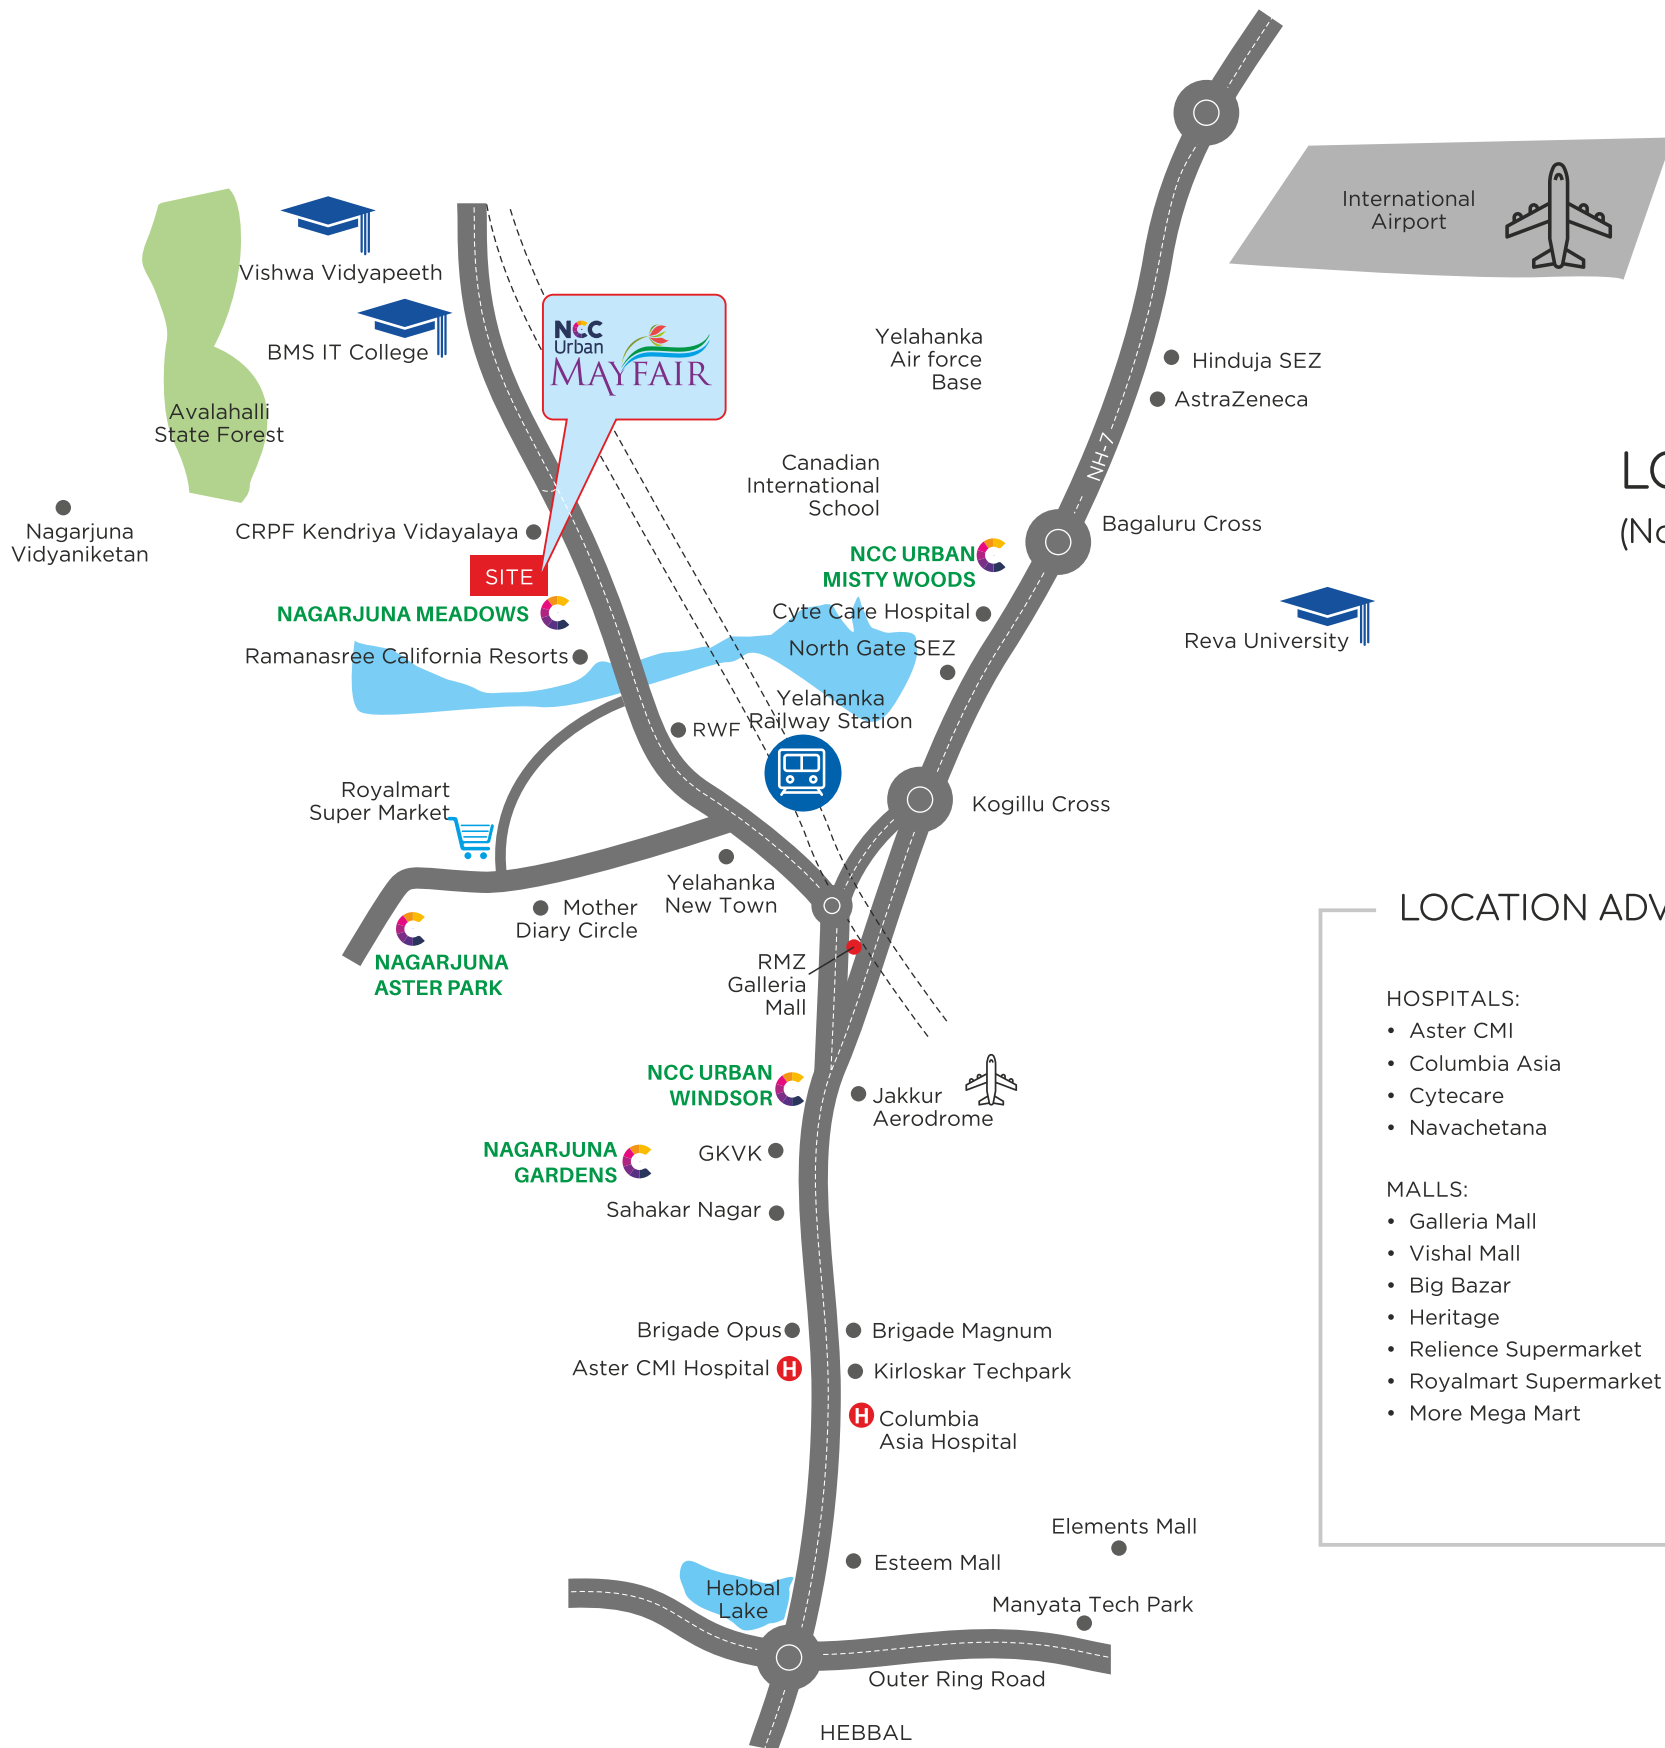 International
Airport
Vishwa Vidyapeeth
BMS IT College
NCC
Urban
MAYFAIR
Yelahanka
Air force
Base
Hinduja SEZ
AstraZeneca
Avalahalli
State Forest
NH-7
Canadian
International
School
LO
(No
Nagarjuna
Vidyaniketan
CRPF Kendriya Vidayalaya
Bagaluru Cross
SITE
NCC URBAN
MISTY WOODS
NAGARJUNA MEADOWS
Cyte Care Hospital
Reva University
Ramanasree California Resorts
North Gate SEZ
Yelahanka
Railway Station
RWF
Royalmart
Super Market
Kogillu Cross
Yelahanka
New Town
Mother
Diary Circle
LOCATION ADV
NAGARJUNA
ASTER PARK
RMZ
Galleria
Mall
HOSPITALS:
• Aster CMI
• Columbia Asia
• Cytecare
• Navachetana
NCC URBAN
WINDSOR
Jakkur
Aerodrome
NAGARJUNA
GARDENS
GKVK
Sahakar Nagar
MALLS:
• Galleria Mall
• Vishal Mall
• Big Bazar
• Heritage
• Relience Supermarket
• Royalmart Supermarket
• More Mega Mart
Brigade Opus
Brigade Magnum
Aster CMI Hospital
H
Kirloskar Techpark
H
Columbia
Asia Hospital
Elements Mall
Esteem Mall
Hebbal
Lake
Manyata Tech Park
Outer Ring Road
HEBBAL